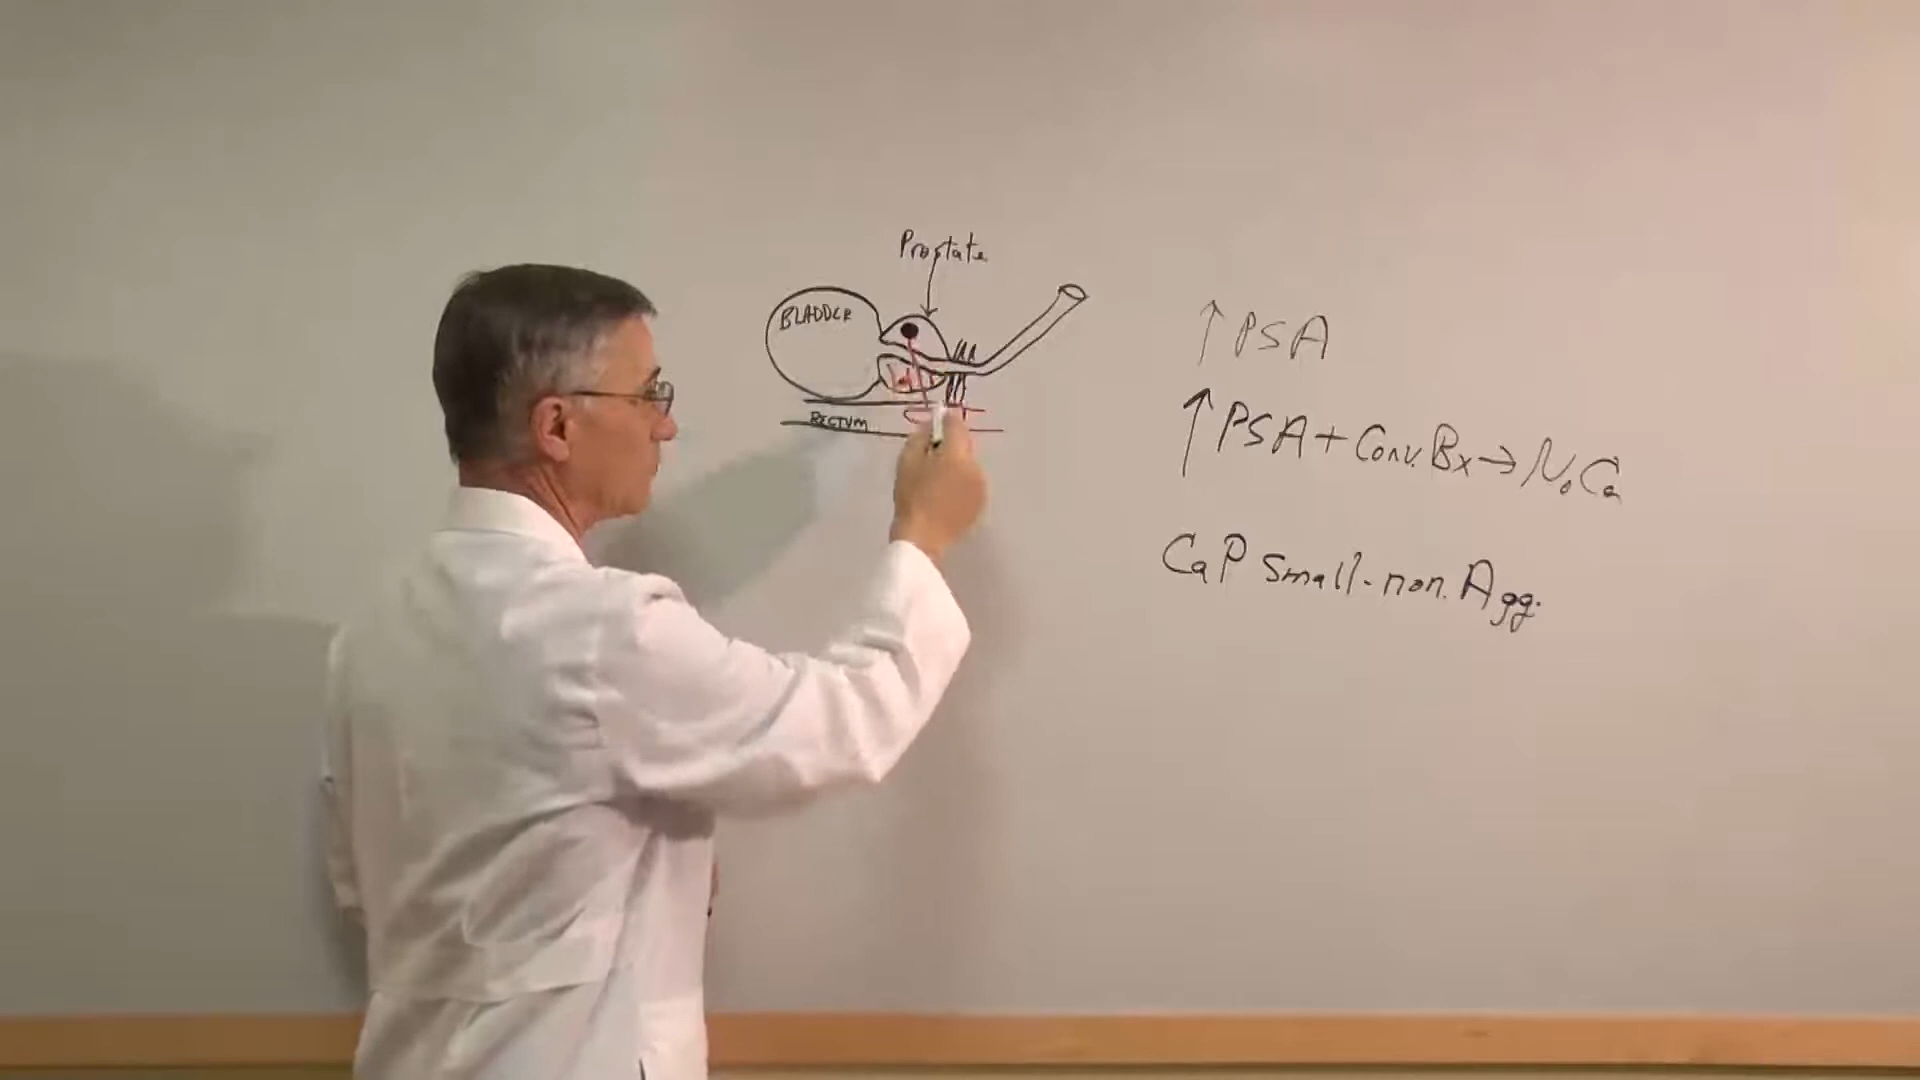 Prostate
BLADDER
RECTUM
↑ PSA
↑ PSA + Conv. Bx → No Ca
CaP small-non. Agg.